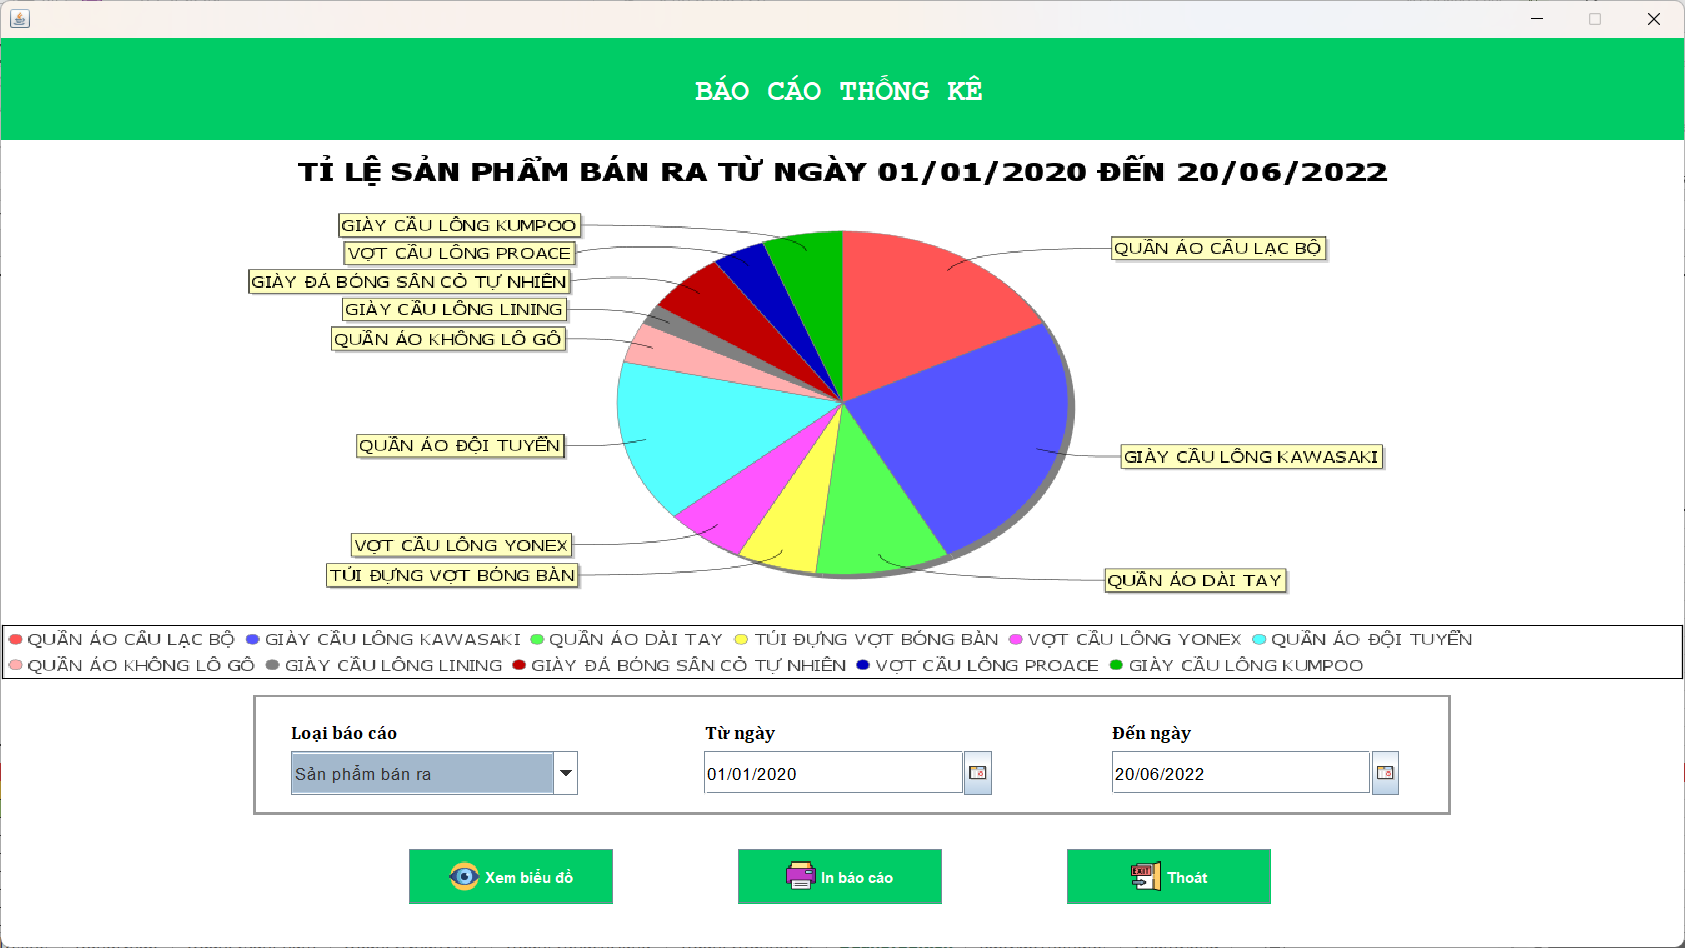 BÁO CÁO THỐNG KÊ
TỈ LỆ SẢN PHẨM BÁN RA TỪ NGÀY 01/01/2020 ĐẾN 20/06/2022
GIÀY CẦU LÔNG KUMPOO
VỢT CẦU LÔNG PROACE
GIÀY ĐÁ BÓNG SÂN CỎ TỰ NHIÊN
GIÀY CẦU LÔNG LINING
QUẦN ÁO KHÔNG LÔ GÔ
QUẦN ÁO ĐỘI TUYỂN
VỢT CẦU LÔNG YONEX
TÚI ĐỰNG VỢT BÓNG BÀN
QUẦN ÁO CÂU LẠC BỘ
GIÀY CẦU LÔNG KAWASAKI
QUẦN ÁO DÀI TAY
QUẦN ÁO CÂU LẠC BỘ GIÀY CẦU LÔNG KAWASAKI QUẦN ÁO DÀI TAY TÚI ĐỰNG VỢT BÓNG BÀN VỢT CẦU LÔNG YONEX QUẦN ÁO ĐỘI TUYỂN
QUẦN ÁO KHÔNG LÔ GÔ GIÀY CẦU LÔNG LINING GIÀY ĐÁ BÓNG SÂN CỎ TỰ NHIÊN VỢT CẦU LÔNG PROACE GIÀY CẦU LÔNG KUMPOO
Loại báo cáo Từ ngày Đến ngày
Sản phẩm bán ra 01/01/2020 20/06/2022
Xem biểu đồ In báo cáo EXIT Thoát